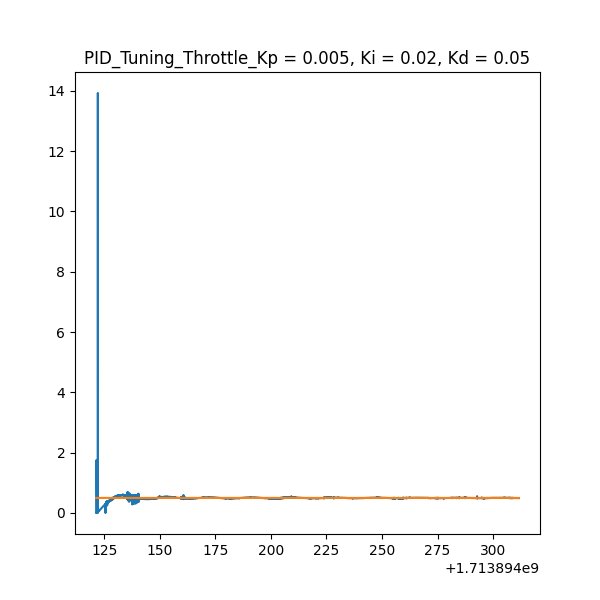 PID_Tuning_Throttle_Kp = 0.005, Ki = 0.02, Kd = 0.05
14
12
10
8
6
4
2
0
125 150 175 200 225 250 275 300
+1.713894e9